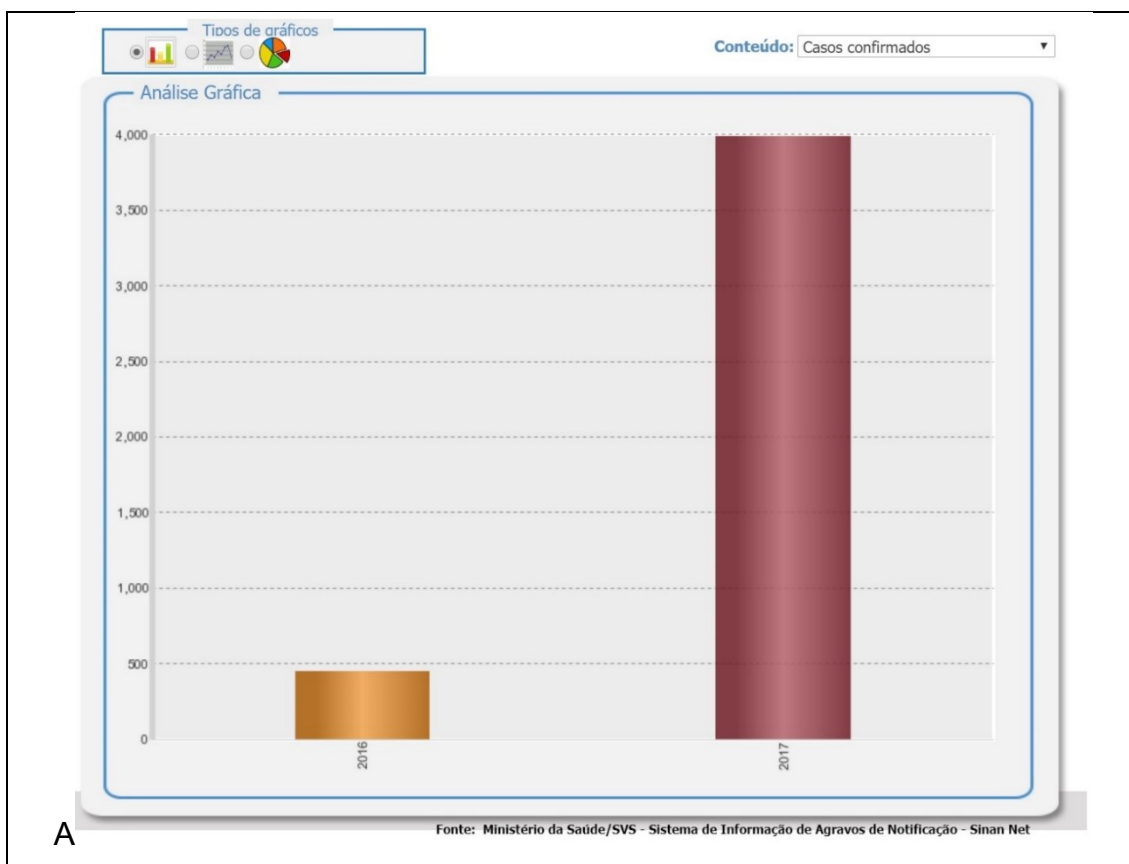 Tipos de gráficos
Conteúdo: Casos confirmados
Análise Gráfica
4,000
3,500
3,000
2,500
2,000
1,500
1,000
500
0
2016
2017
Fonte: Ministério da Saúde/SVS - Sistema de Informação de Agravos de Notificação - Sinan Net
A